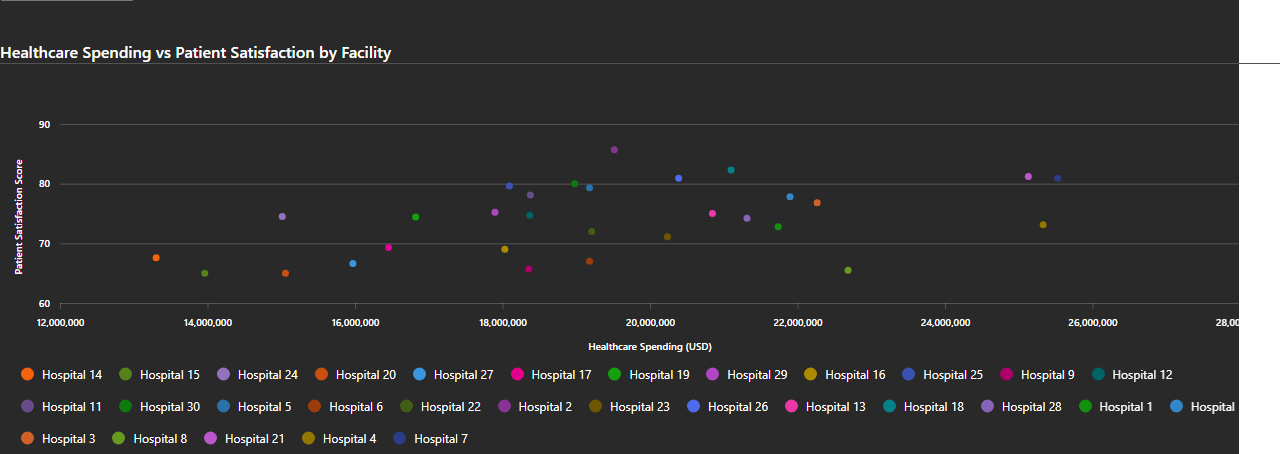 Healthcare Spending vs Patient Satisfaction by Facility
90
80
70
60
Patient Satisfaction Score
12,000,000 14,000,000 16,000,000 18,000,000 20,000,000 22,000,000 24,000,000 26,000,000 28,00
Healthcare Spending (USD)
Hospital 14 Hospital 15 Hospital 24 Hospital 20 Hospital 27 Hospital 17 Hospital 19 Hospital 29 Hospital 16 Hospital 25 Hospital 9 Hospital 12
Hospital 11 Hospital 30 Hospital 5 Hospital 6 Hospital 22 Hospital 2 Hospital 23 Hospital 26 Hospital 13 Hospital 18 Hospital 28 Hospital 1 Hospital
Hospital 3 Hospital 8 Hospital 21 Hospital 4 Hospital 7